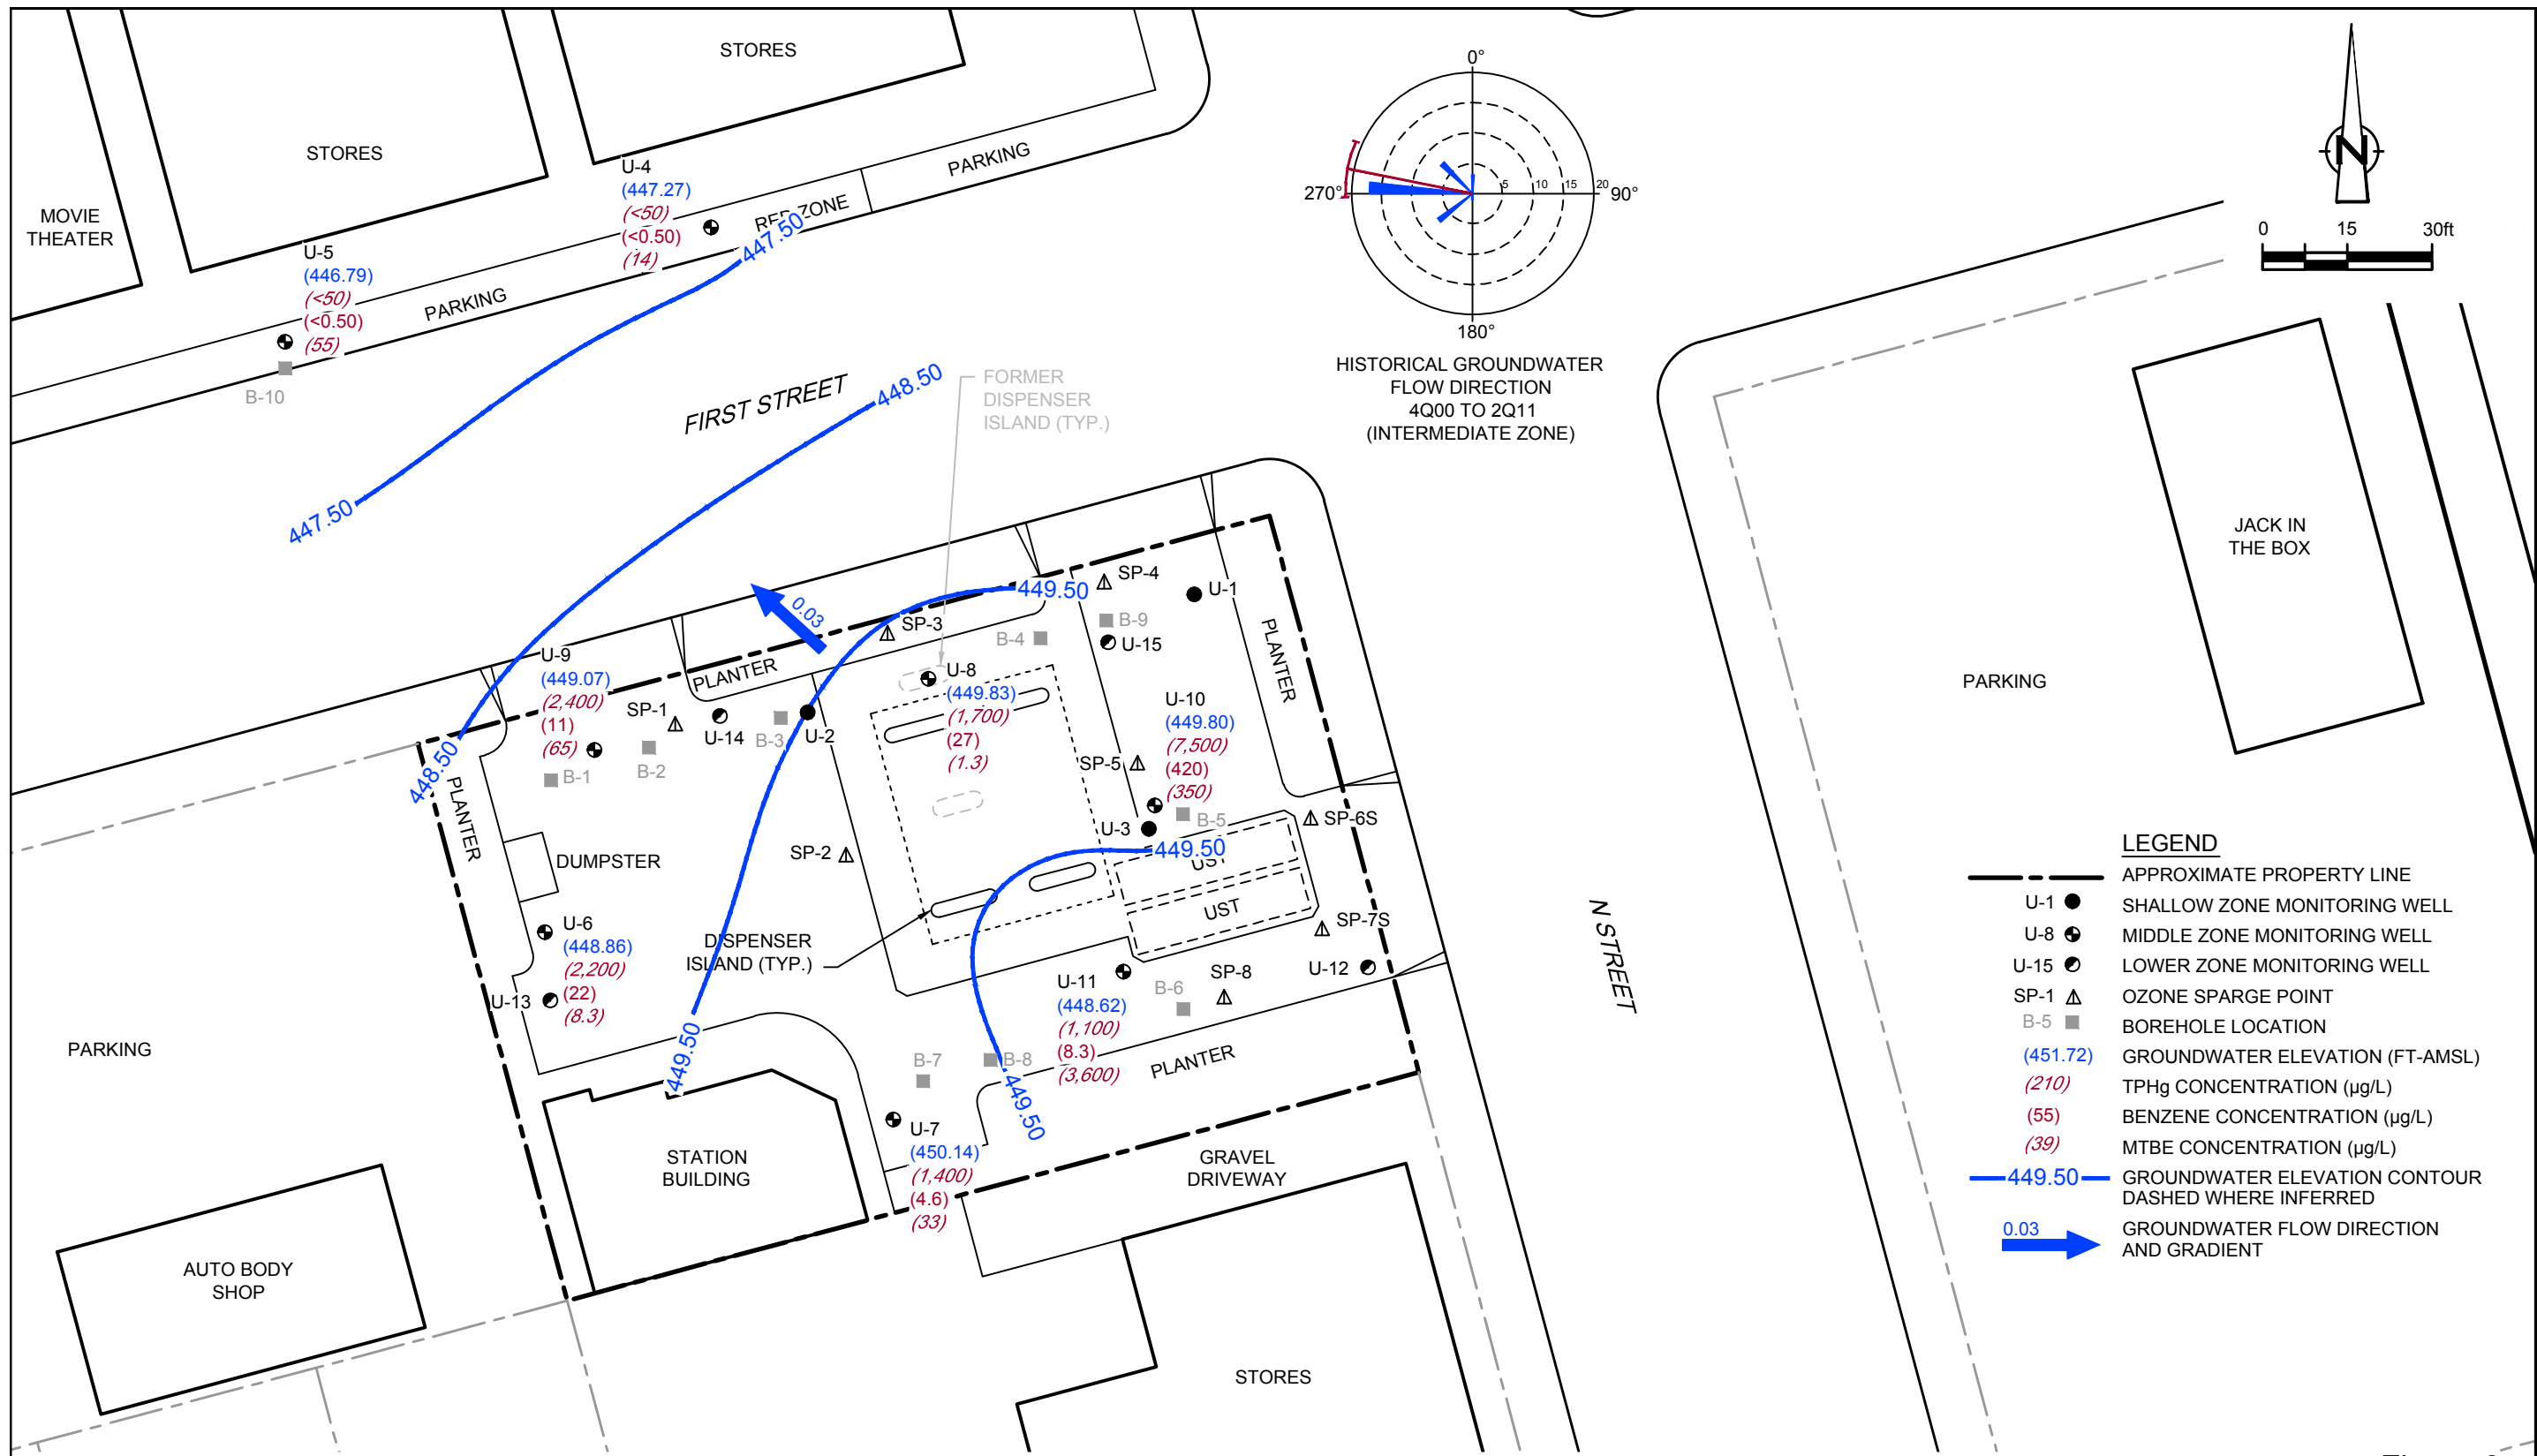 STORES
STORES
MOVIE
THEATER
U-4
(447.27)
(<50)
(<0.50)
(14)
PARKING
RED ZONE
447.50
U-5
(446.79)
(<50)
(<0.50)
(55)
B-10
PARKING
447.50
FIRST STREET
448.50
FORMER
DISPENSER
ISLAND (TYP.)
0°
270°
5
10
15
20
90°
180°
HISTORICAL GROUNDWATER
FLOW DIRECTION
4Q00 TO 2Q11
(INTERMEDIATE ZONE)
N
0
15
30ft
JACK IN
THE BOX
PARKING
SP-4
U-1
449.50
B-9
U-15
B-4
SP-3
0.03
PLANTER
PLANTER
U-9
(449.07)
(2,400)
(11)
(65)
SP-1
U-14
B-3
U-2
B-2
B-1
448.50
PLANTER
U-8
(449.83)
(1,700)
(27)
(1.3)
U-10
(449.80)
(7,500)
(420)
(350)
SP-5
B-5
U-3
SP-6S
449.50
UST
UST
SP-2
DUMPSTER
U-6
(448.86)
(2,200)
(22)
(8.3)
U-13
DISPENSER
ISLAND (TYP.)
SP-7S
U-12
SP-8
U-11
(448.62)
(1,100)
(8.3)
(3,600)
B-6
PLANTER
B-7
B-8
449.50
449.50
U-7
(450.14)
(1,400)
(4.6)
(33)
STATION
BUILDING
GRAVEL
DRIVEWAY
PARKING
AUTO BODY
SHOP
STORES
N STREET
LEGEND
APPROXIMATE PROPERTY LINE
U-1 SHALLOW ZONE MONITORING WELL
U-8 MIDDLE ZONE MONITORING WELL
U-15 LOWER ZONE MONITORING WELL
SP-1 OZONE SPARGE POINT
B-5 BOREHOLE LOCATION
(451.72) GROUNDWATER ELEVATION (FT-AMSL)
(210) TPHg CONCENTRATION (µg/L)
(55) BENZENE CONCENTRATION (µg/L)
(39) MTBE CONCENTRATION (µg/L)
449.50 GROUNDWATER ELEVATION CONTOUR
DASHED WHERE INFERRED
0.03 GROUNDWATER FLOW DIRECTION
AND GRADIENT